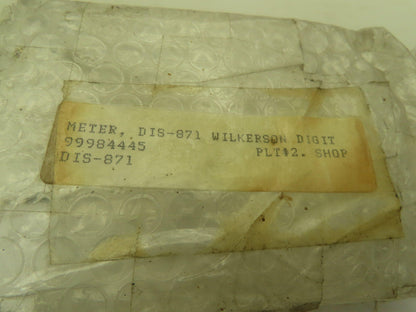 METER, DIS-871 WILKERSON DIGIT
99984445 PLT#2. SHOP
DIS-871